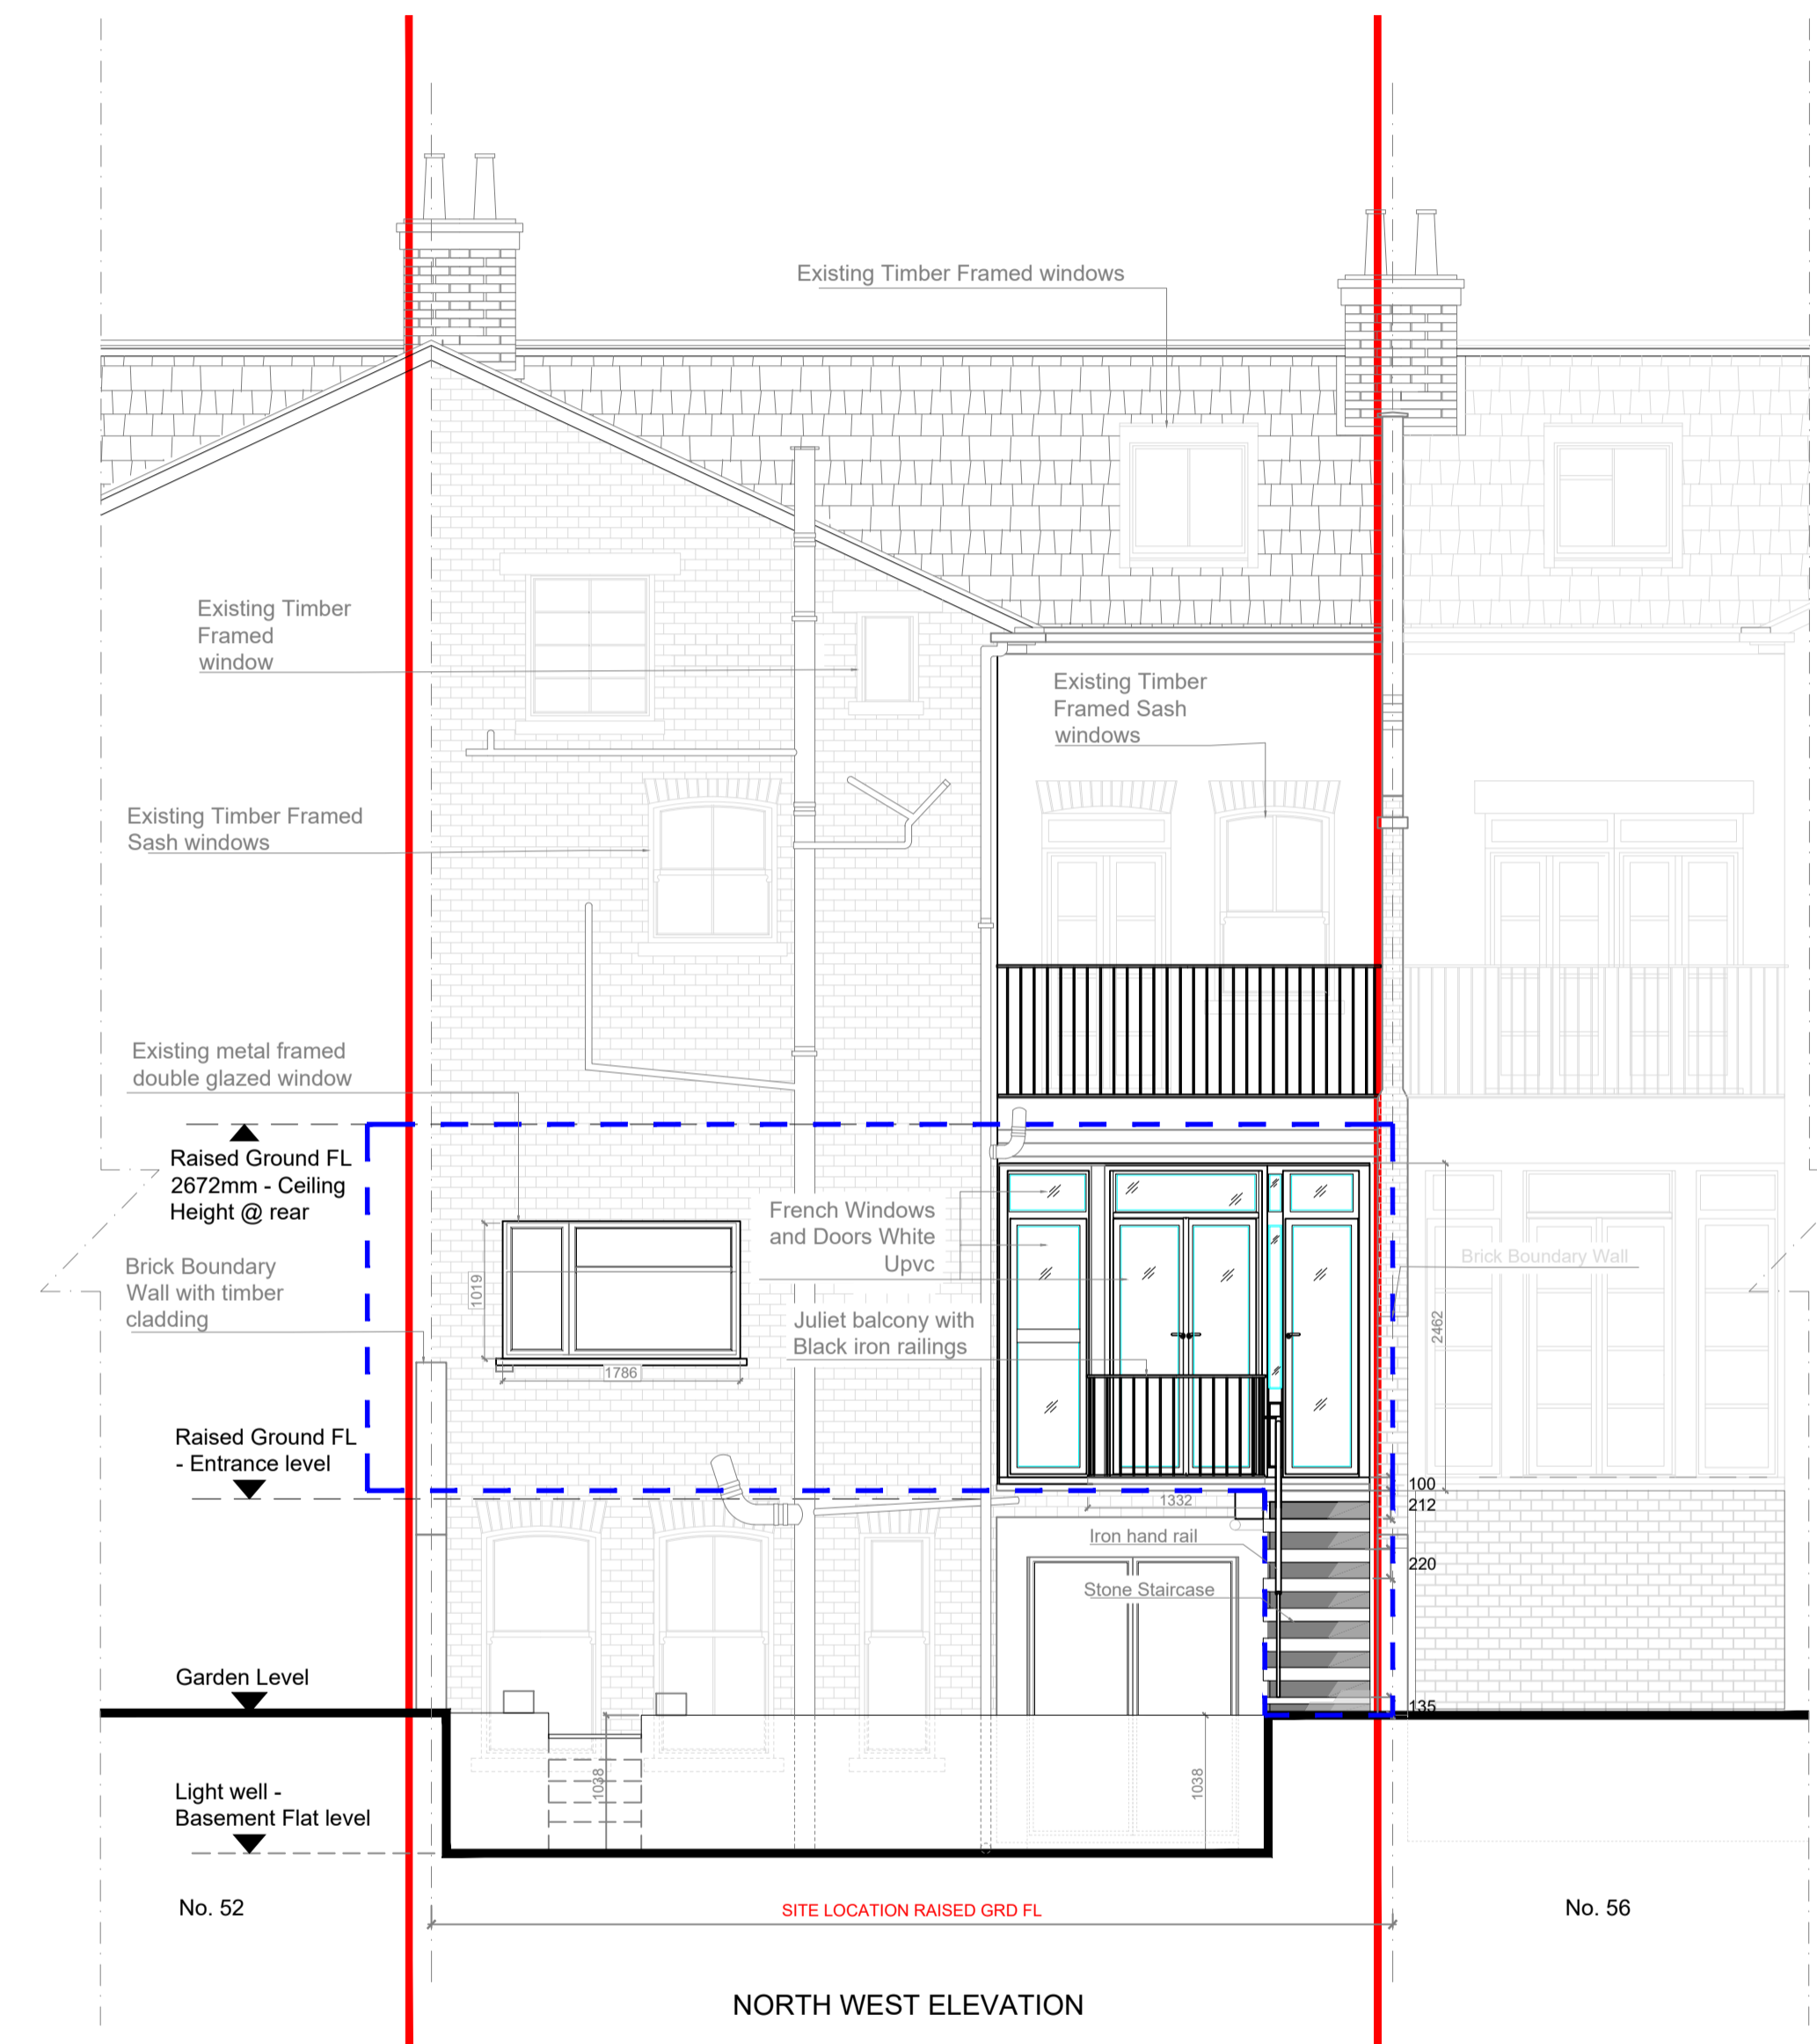 Existing Timber Framed windows
Existing Timber
Framed
window
Existing Timber
Framed Sash
windows
Existing Timber Framed
Sash windows
Existing metal framed
double glazed window
Raised Ground FL
2672mm - Ceiling
Height @ rear
French Windows
and Doors White
Upvc
Brick Boundary
Wall with timber
cladding
Brick Boundary Wall
1019
1786
2462
Juliet balcony with
Black iron railings
Raised Ground FL
- Entrance level
100
212
1332
Iron hand rail
220
Stone Staircase
Garden Level
135
1038
1038
Light well -
Basement Flat level
No. 52
SITE LOCATION RAISED GRD FL
No. 56
NORTH WEST ELEVATION